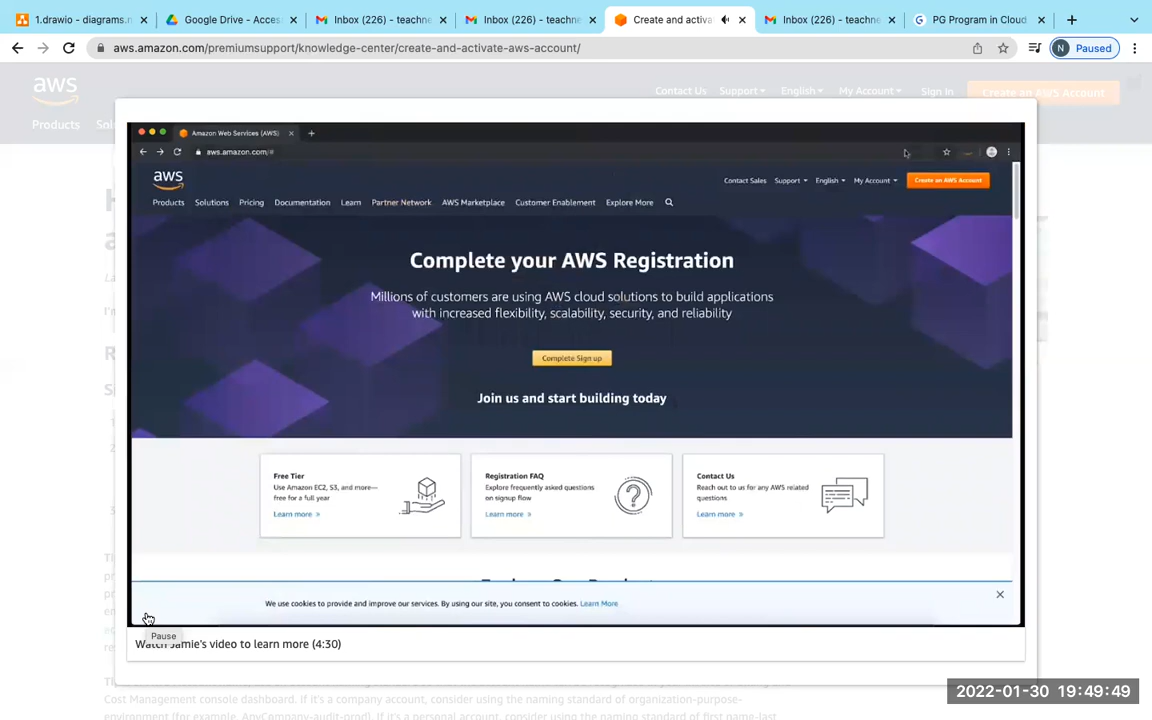 1.drawio - diagrams.n
Google Drive - Acces
Inbox (226) - teachne
Inbox (226) - teachne
Create and activa
Inbox (226) - teachne
PG Program in Cloud
aws.amazon.com/premiumsupport/knowledge-center/create-and-activate-aws-account/
N Paused
aws
Contact Us Support English My Account Sign In Create an AWS Account
Products Sol
Amazon Web Services (AWS)
aws.amazon.com/#
aws
Contact Sales Support English My Account Create an AWS Account
Products Solutions Pricing Documentation Learn Partner Network AWS Marketplace Customer Enablement Explore More
Complete your AWS Registration
Millions of customers are using AWS cloud solutions to build applications
with increased flexibility, scalability, security, and reliability
Complete Sign up
Join us and start building today
Free Tier
Use Amazon EC2, S3, and more—
free for a full year
Learn more »
Registration FAQ
Explore frequently asked questions
on signup flow
Learn more »
Contact Us
Reach out to us for any AWS related
questions
Learn more »
We use cookies to provide and improve our services. By using our site, you consent to cookies. Learn More
Pause
Watch Jamie's video to learn more (4:30)
Cost Management console dashboard. If it's a company account, consider using the naming standard of organization-purpose-
environment (for example, AnyCompany-audit-prod). If it's a personal account, consider using the naming standard of first name-last
2022-01-30 19:49:49